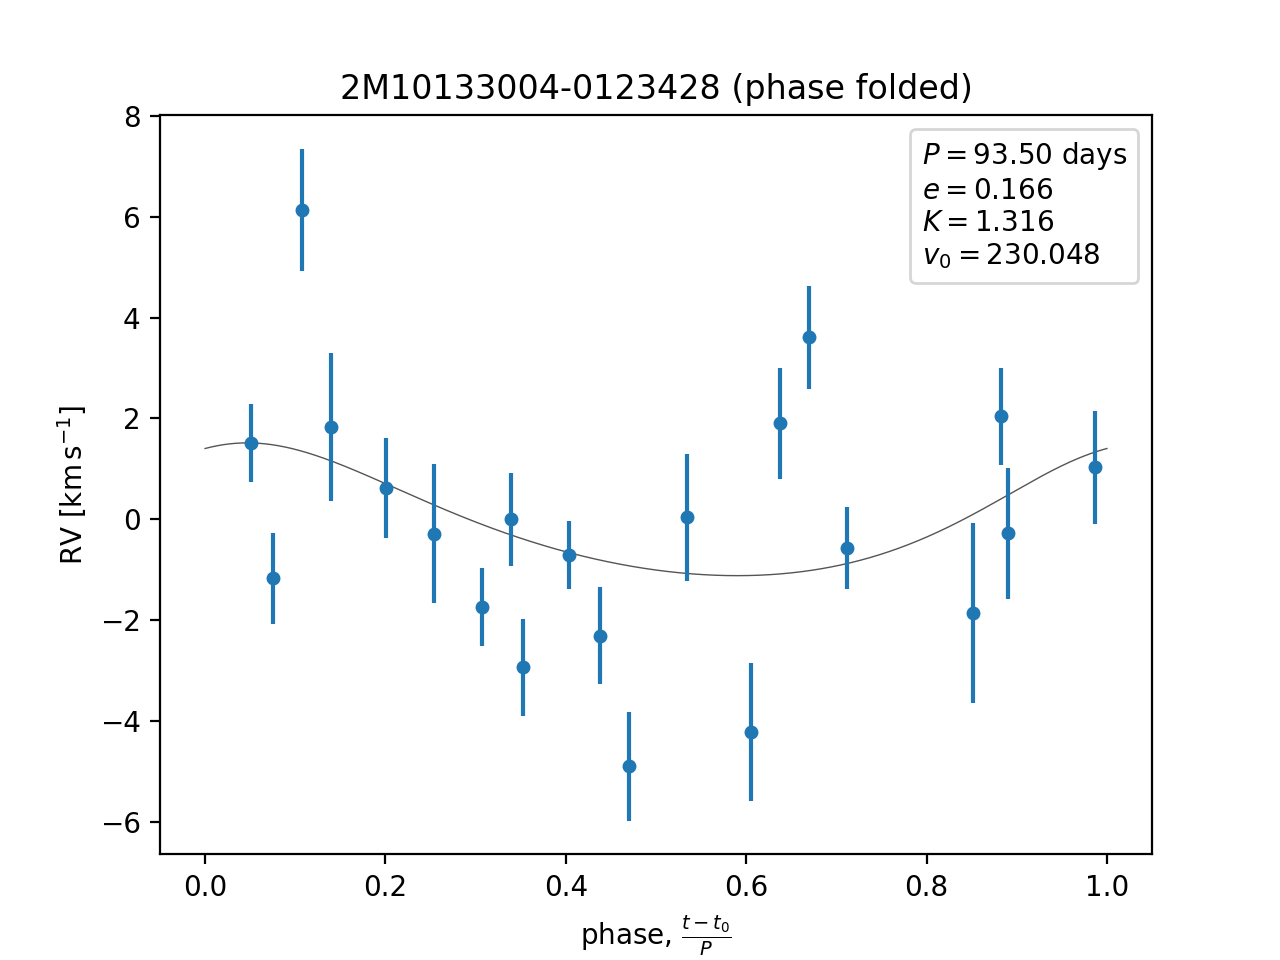 2M10133004-0123428 (phase folded)
P = 93.50 days
e = 0.166
K = 1.316
v₀ = 230.048
RV [km s⁻¹]
8
6
4
2
0
−2
−4
−6
0.0 0.2 0.4 0.6 0.8 1.0
phase, (t − t₀)/P